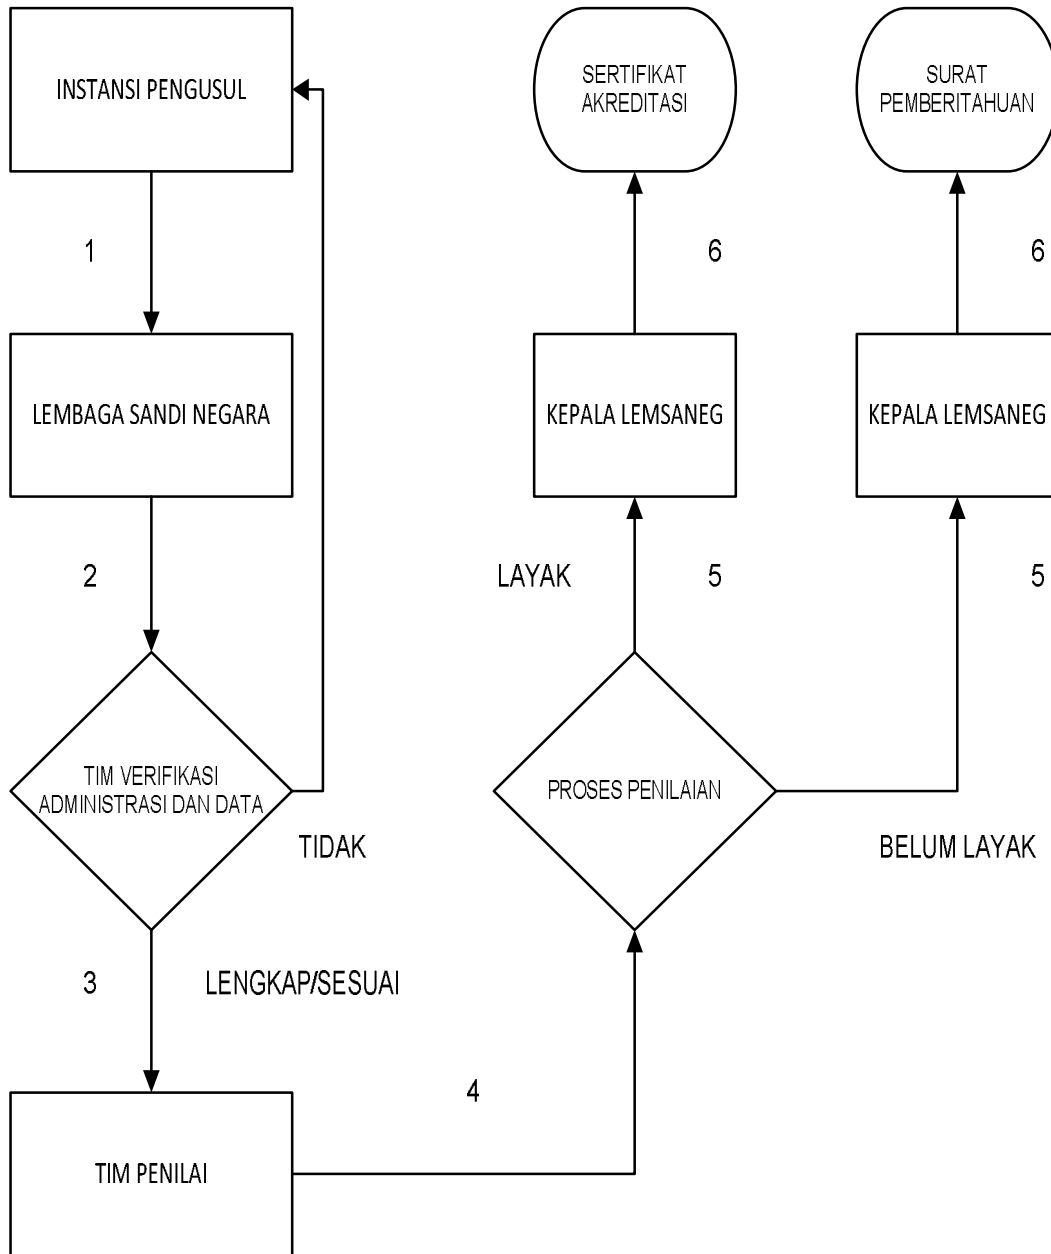 INSTANSI PENGUSUL
SERTIFIKAT
AKREDITASI
SURAT
PEMBERITAHUAN
1
6
6
LEMBAGA SANDI NEGARA
KEPALA LEMSANEG
KEPALA LEMSANEG
2
LAYAK
5
5
TIM VERIFIKASI
ADMINISTRASI DAN DATA
PROSES PENILAIAN
TIDAK
BELUM LAYAK
3
LENGKAP/SESUAI
4
TIM PENILAI